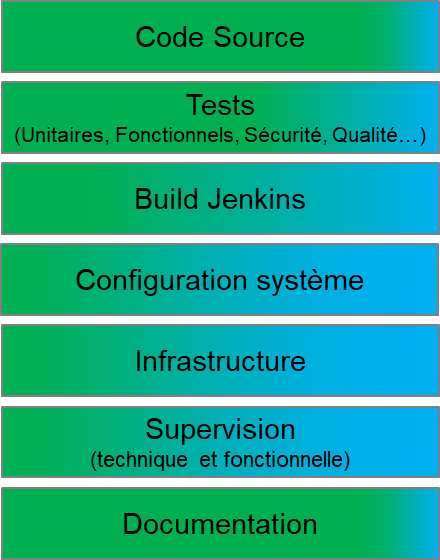 Code Source
Tests
(Unitaires, Fonctionnels, Sécurité, Qualité…)
Build Jenkins
Configuration système
Infrastructure
Supervision
(technique et fonctionnelle)
Documentation